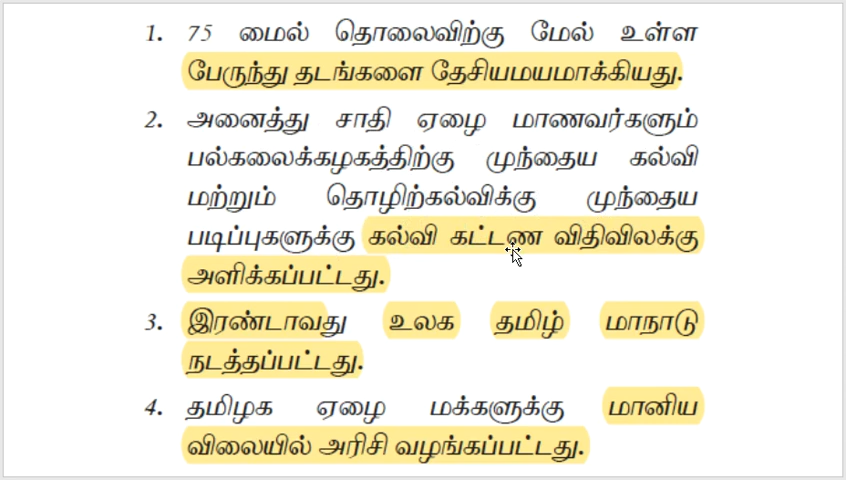 1. 75 மைல் தொலைவிற்கு மேல் உள்ள
பேருந்து தடங்களை தேசியமயமாக்கியது.
2. அனைத்து சாதி ஏழை மாணவர்களும்
பல்கலைக்கழகத்திற்கு முந்தைய கல்வி
மற்றும் தொழிற்கல்விக்கு முந்தைய
படிப்புகளுக்கு கல்வி கட்டண விதிவிலக்கு
அளிக்கப்பட்டது.
3. இரண்டாவது உலக தமிழ் மாநாடு
நடத்தப்பட்டது.
4. தமிழக ஏழை மக்களுக்கு மானிய
விலையில் அரிசி வழங்கப்பட்டது.